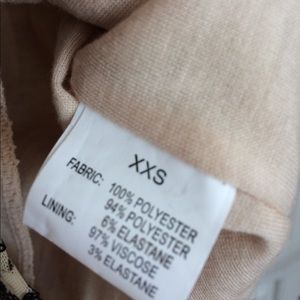 XXS
FABRIC: 100% POLYESTER
94% POLYESTER
6% ELASTANE
LINING: 97% VISCOSE
3% ELASTANE